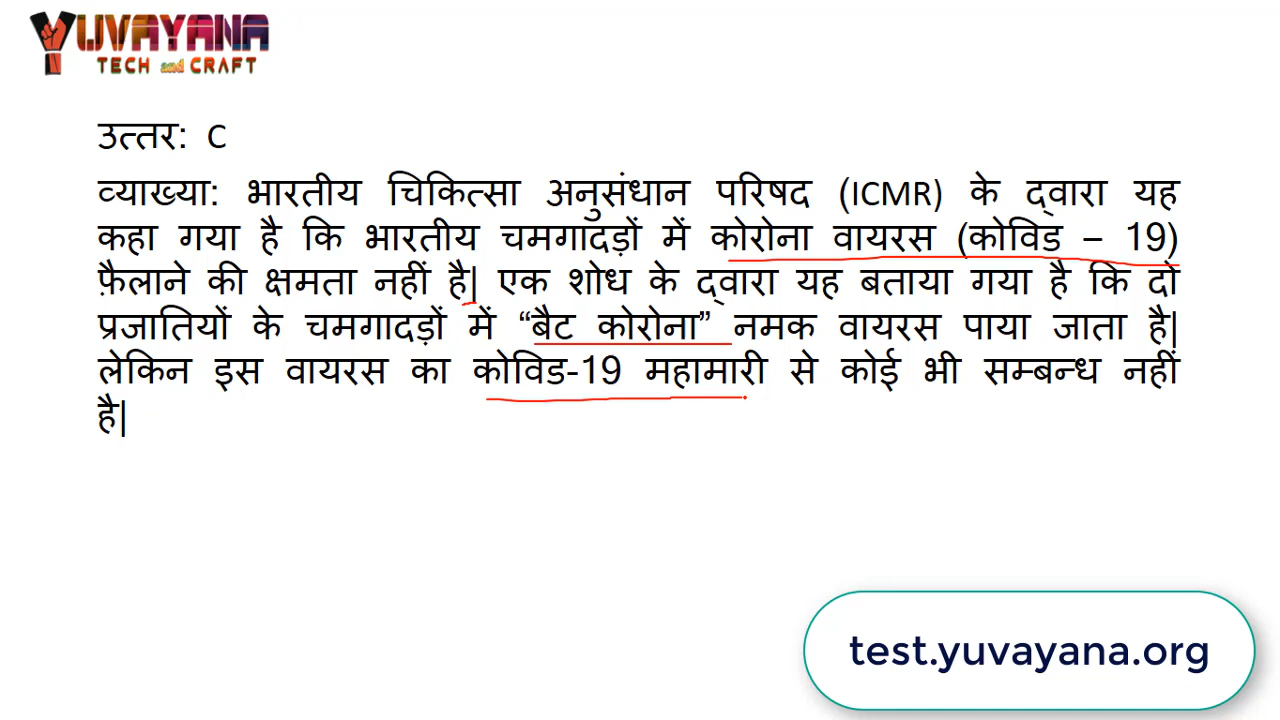 YUVAYANA
TECH and CRAFT
उत्तर: C
व्याख्या: भारतीय चिकित्सा अनुसंधान परिषद (ICMR) के द्वारा यह
कहा गया है कि भारतीय चमगादड़ों में कोरोना वायरस (कोविड – 19)
फ़ैलाने की क्षमता नहीं है| एक शोध के द्वारा यह बताया गया है कि दो
प्रजातियों के चमगादड़ों में “बैट कोरोना” नमक वायरस पाया जाता है|
लेकिन इस वायरस का कोविड-19 महामारी से कोई भी सम्बन्ध नहीं
है|
test.yuvayana.org